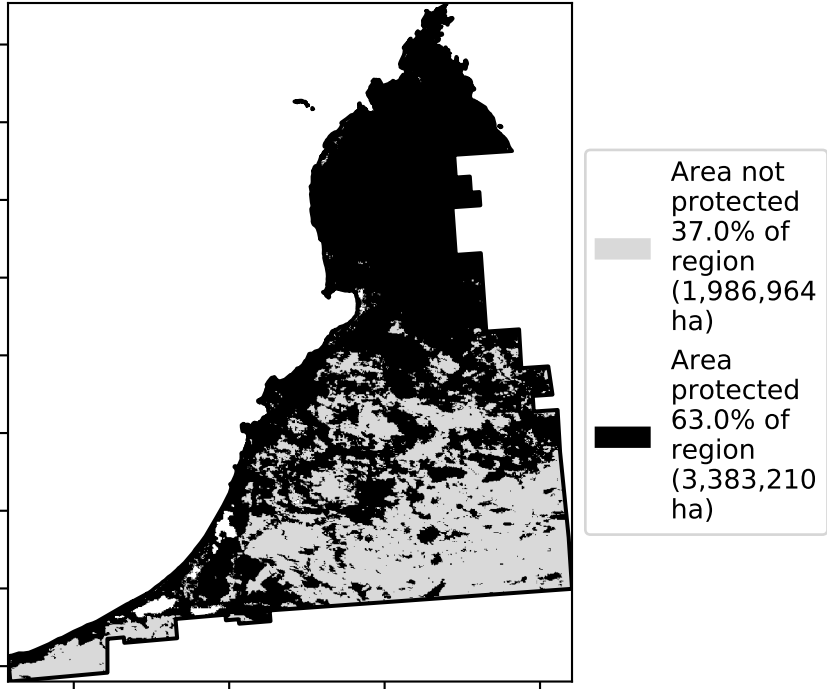 Area not
protected
37.0% of
region
(1,986,964
ha)
Area
protected
63.0% of
region
(3,383,210
ha)